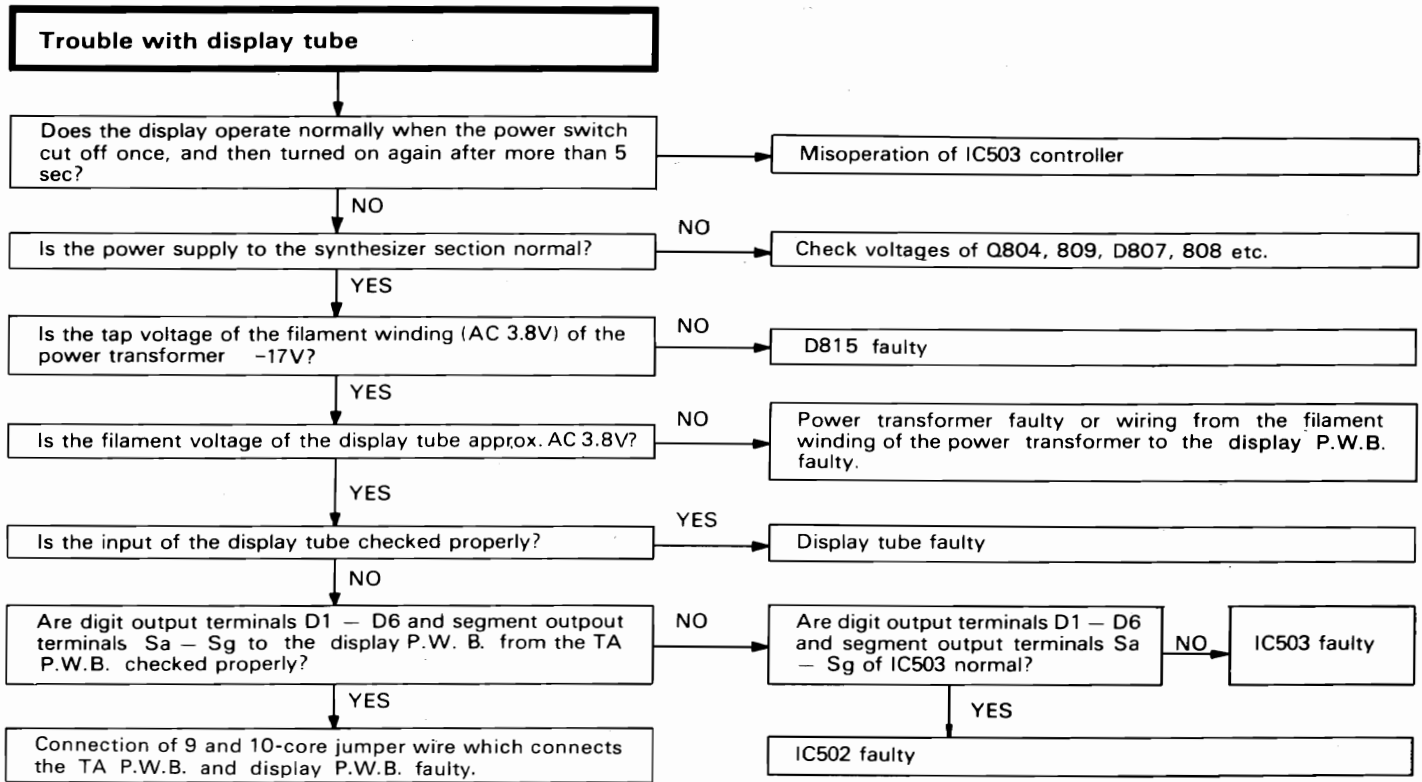 Trouble with display tube
Does the display operate normally when the power switch
cut off once, and then turned on again after more than 5
sec?
Misoperation of IC503 controller
NO
Is the power supply to the synthesizer section normal?
NO
Check voltages of Q804, 809, D807, 808 etc.
YES
Is the tap voltage of the filament winding (AC 3.8V) of the
power transformer −17V?
NO
D815 faulty
YES
Is the filament voltage of the display tube approx. AC 3.8V?
NO
Power transformer faulty or wiring from the filament
winding of the power transformer to the display P.W.B.
faulty.
YES
Is the input of the display tube checked properly?
YES
Display tube faulty
NO
Are digit output terminals D1 − D6 and segment outpout
terminals Sa − Sg to the display P.W. B. from the TA
P.W.B. checked properly?
NO
Are digit output terminals D1 − D6
and segment output terminals Sa
− Sg of IC503 normal?
NO
IC503 faulty
YES
Connection of 9 and 10-core jumper wire which connects
the TA P.W.B. and display P.W.B. faulty.
YES
IC502 faulty